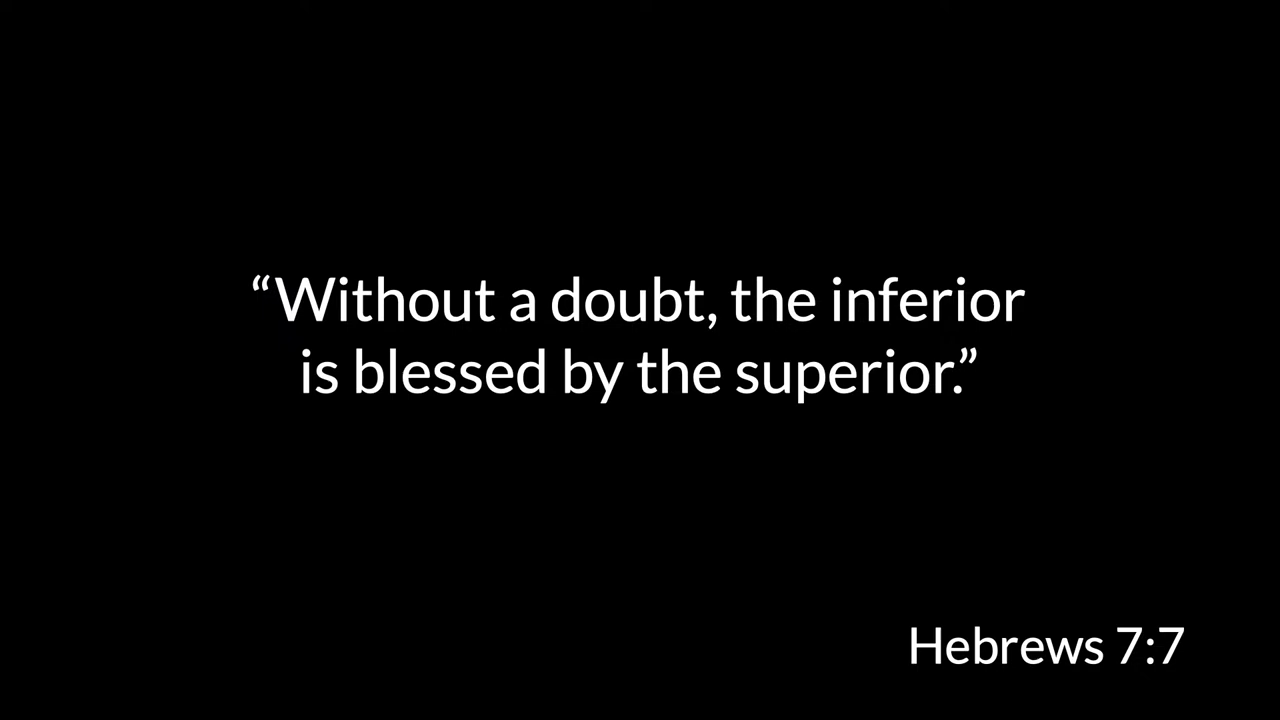 “Without a doubt, the inferior
is blessed by the superior.”
Hebrews 7:7